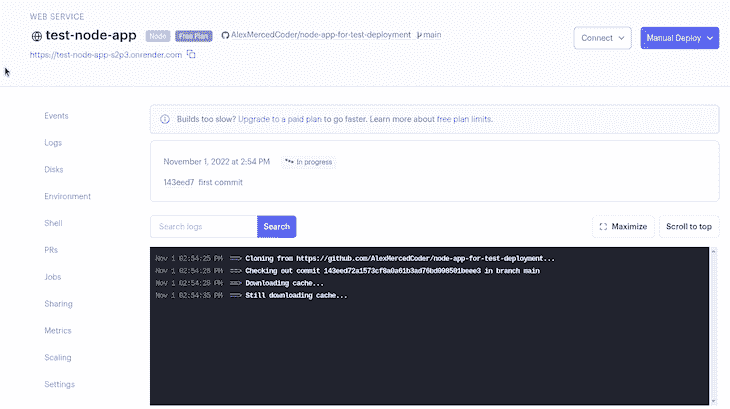 WEB SERVICE
test-node-app Node Free Plan AlexMercedCoder/node-app-for-test-deployment main
Connect
Manual Deploy
https://test-node-app-s2p3.onrender.com
Events
Logs
Disks
Environment
Shell
PRs
Jobs
Sharing
Metrics
Scaling
Settings
Builds too slow? Upgrade to a paid plan to go faster. Learn more about free plan limits.
November 1, 2022 at 2:54 PM In progress
143eed7 first commit
Search logs Search Maximize Scroll to top
Nov 1 02:54:25 PM ==> Cloning from https://github.com/AlexMercedCoder/node-app-for-test-deployment...
Nov 1 02:54:26 PM ==> Checking out commit 143eed72a1573cf8a0a61b3ad76bd098501beee3 in branch main
Nov 1 02:54:28 PM ==> Downloading cache...
Nov 1 02:54:35 PM ==> Still downloading cache...